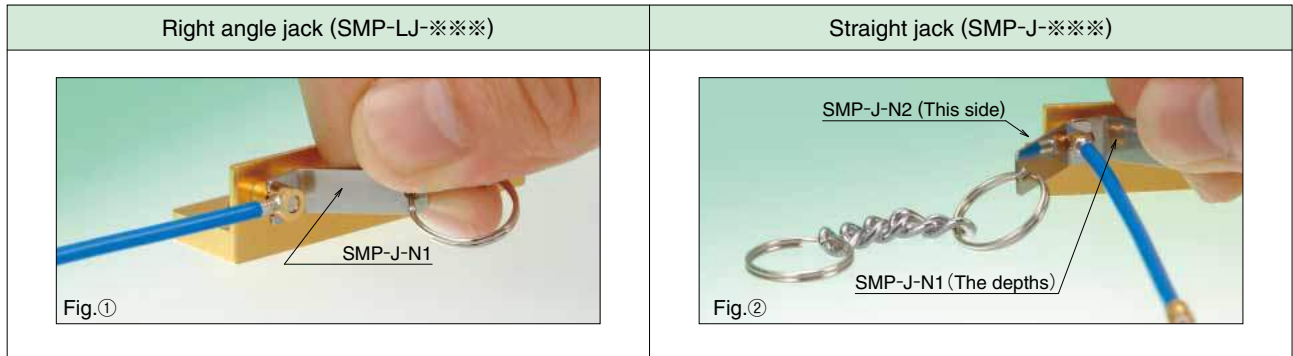 Right angle jack (SMP-LJ-※※※)
Straight jack (SMP-J-※※※)
SMP-J-N1
Fig.①
SMP-J-N2 (This side)
SMP-J-N1(The depths)
Fig.②